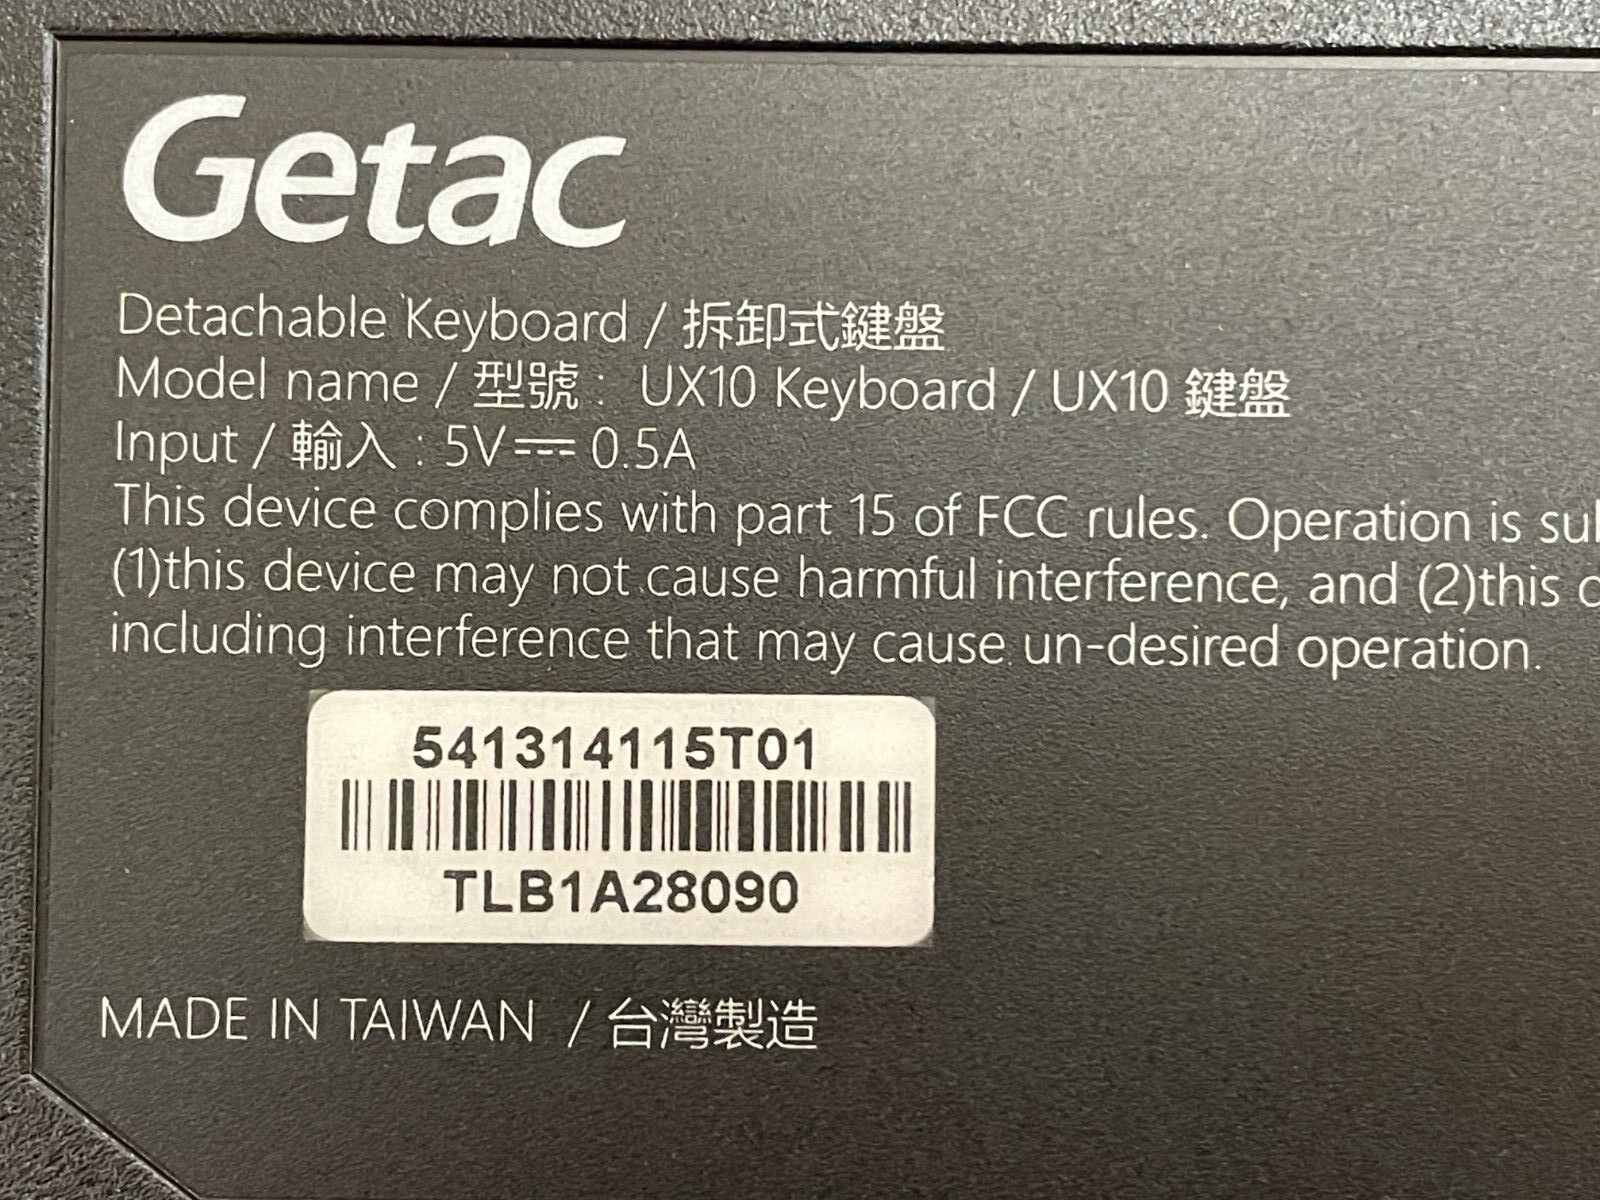 Getac
Detachable Keyboard / 拆卸式鍵盤
Model name / 型號 : UX10 Keyboard / UX10 鍵盤
Input / 輸入 : 5V⎓ 0.5A
This device complies with part 15 of FCC rules. Operation is
(1)this device may not cause harmful interference, and (2)this
including interference that may cause un-desired operation.
541314115T01
TLB1A28090
MADE IN TAIWAN / 台灣製造